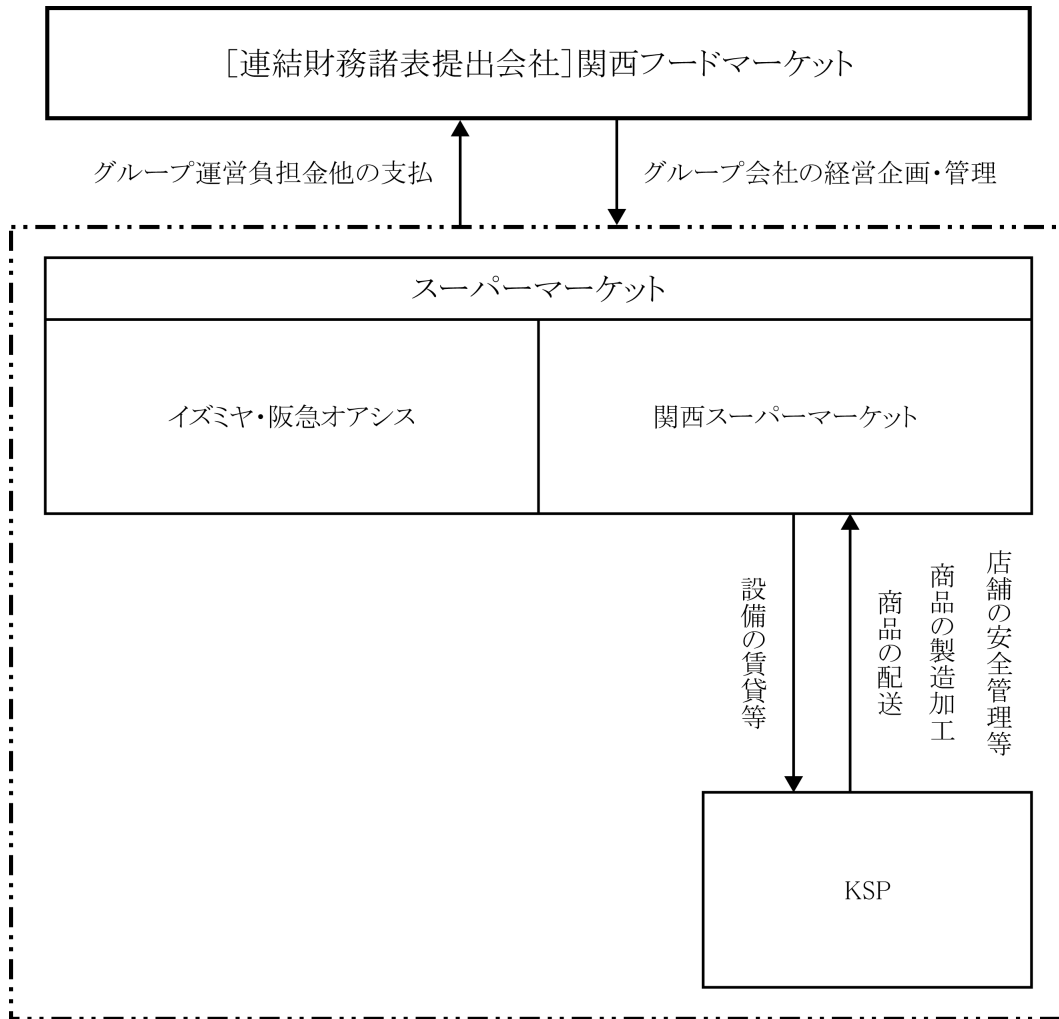 [連結財務諸表提出会社]関西フードマーケット
グループ運営負担金他の支払
グループ会社の経営企画・管理
スーパーマーケット
イズミヤ・阪急オアシス
関西スーパーマーケット
設備の賃貸等
店舗の安全管理等
商品の製造加工
商品の配送
KSP